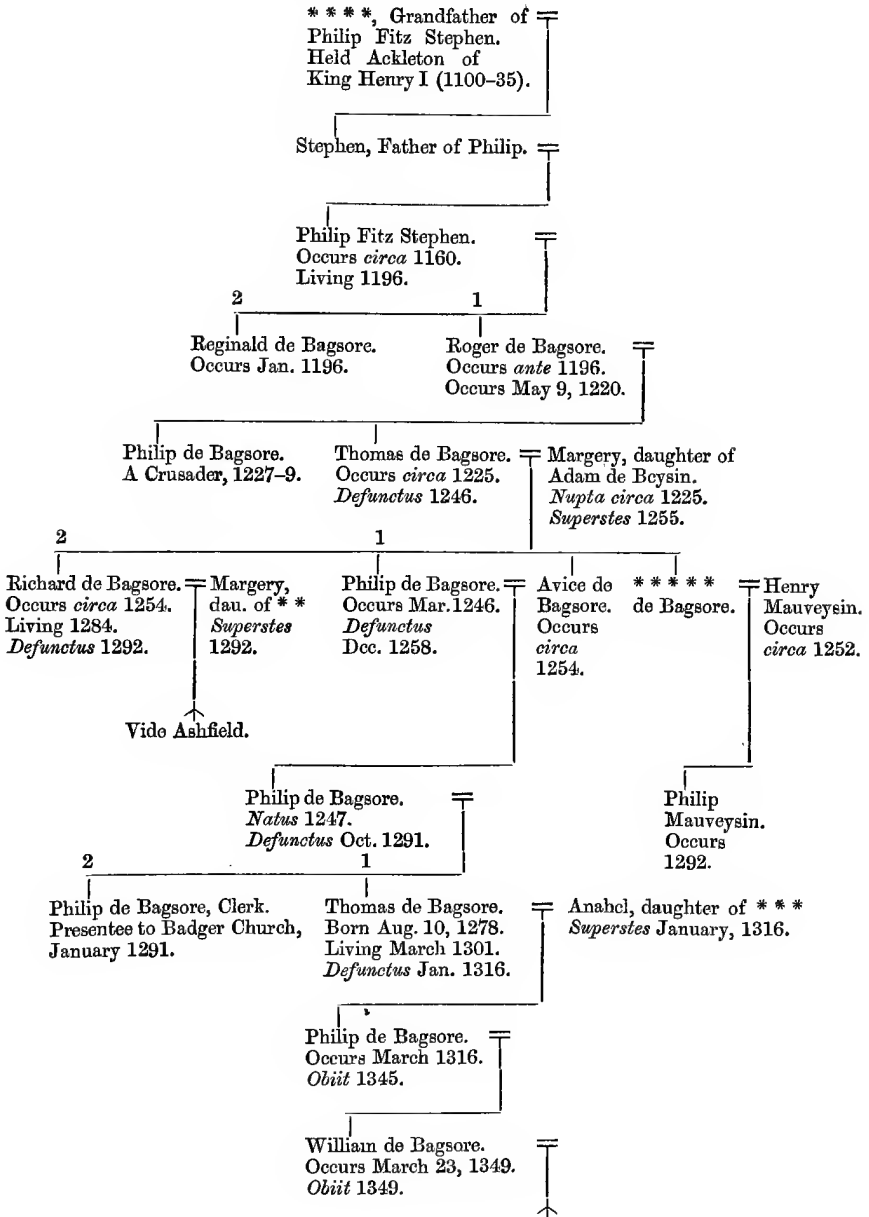 * * * *, Grandfather of
Philip Fitz Stephen.
Held Ackleton of
King Henry I (1100–35).
Stephen, Father of Philip.
Philip Fitz Stephen.
Occurs circa 1160.
Living 1196.
2 1
Reginald de Bagsore.
Occurs Jan. 1196.
Roger de Bagsore.
Occurs ante 1196.
Occurs May 9, 1220.
Philip de Bagsore.
A Crusader, 1227–9.
Thomas de Bagsore.
Occurs circa 1225.
Defunctus 1246.
Margery, daughter of
Adam de Beysin.
Nupta circa 1225.
Superstes 1255.
2 1
Richard de Bagsore.
Occurs circa 1254.
Living 1284.
Defunctus 1292.
Margery,
dau. of * *
Superstes
1292.
Philip de Bagsore.
Occurs Mar. 1246.
Defunctus
Dec. 1258.
Avice de
Bagsore.
Occurs
circa
1254.
* * * * *
de Bagsore.
Henry
Mauveysin.
Occurs
circa 1252.
Vide Ashfield.
Philip de Bagsore.
Natus 1247.
Defunctus Oct. 1291.
Philip
Mauveysin.
Occurs
1292.
2 1
Philip de Bagsore, Clerk.
Presentee to Badger Church,
January 1291.
Thomas de Bagsore.
Born Aug. 10, 1278.
Living March 1301.
Defunctus Jan. 1316.
Anabel, daughter of * * *
Superstes January, 1316.
Philip de Bagsore.
Occurs March 1316.
Obiit 1345.
William de Bagsore.
Occurs March 23, 1349.
Obiit 1349.